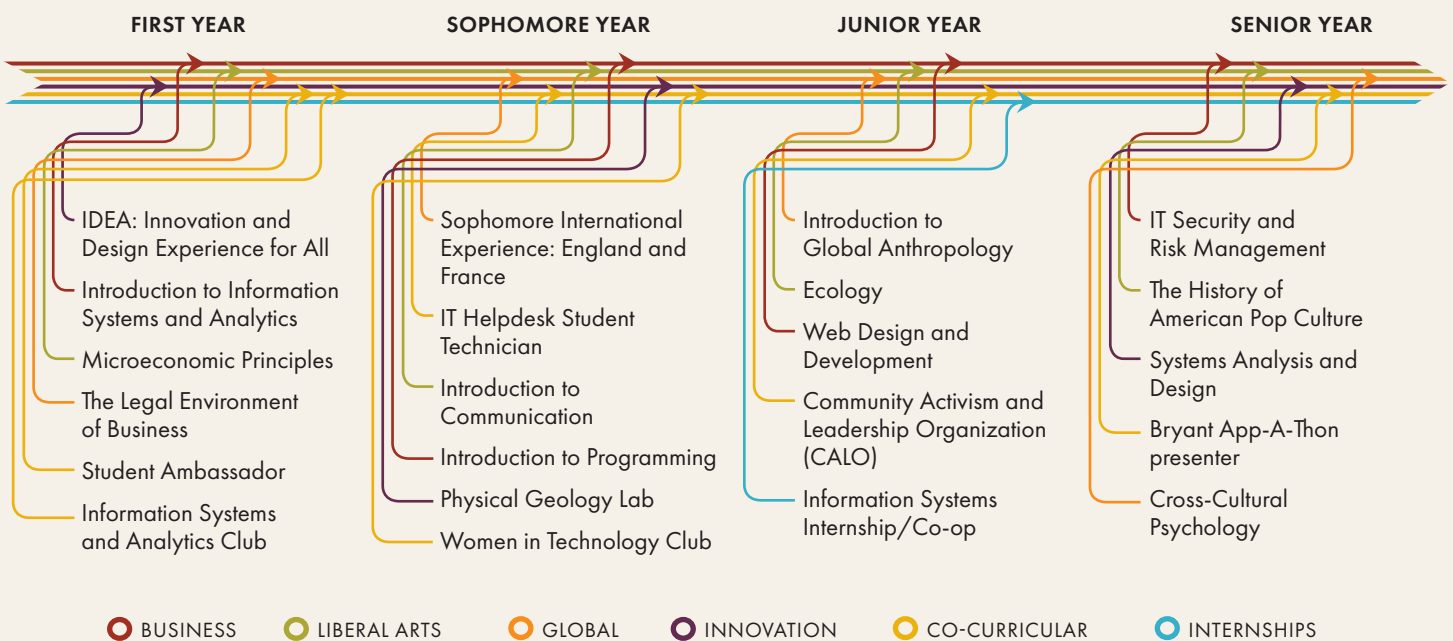 FIRST YEAR
SOPHOMORE YEAR
JUNIOR YEAR
SENIOR YEAR
IDEA: Innovation and
Design Experience for All
Introduction to Information
Systems and Analytics
Microeconomic Principles
The Legal Environment
of Business
Student Ambassador
Information Systems
and Analytics Club
Sophomore International
Experience: England and
France
IT Helpdesk Student
Technician
Introduction to
Communication
Introduction to Programming
Physical Geology Lab
Women in Technology Club
Introduction to
Global Anthropology
Ecology
Web Design and
Development
Community Activism and
Leadership Organization
(CALO)
Information Systems
Internship/Co-op
IT Security and
Risk Management
The History of
American Pop Culture
Systems Analysis and
Design
Bryant App-A-Thon
presenter
Cross-Cultural
Psychology
BUSINESS
LIBERAL ARTS
GLOBAL
INNOVATION
CO-CURRICULAR
INTERNSHIPS